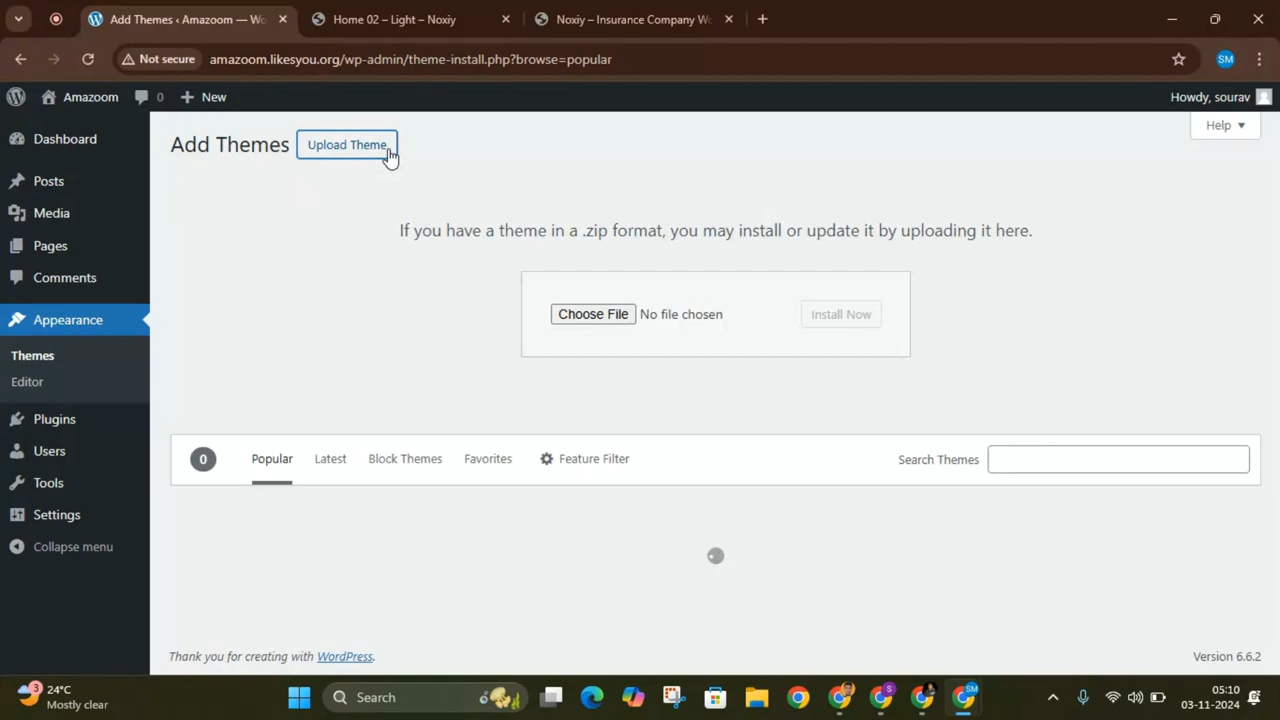 Add Themes ‹ Amazoom — Wo
Home 02 – Light – Noxiy
Noxiy – Insurance Company Wo
Not secure
amazoom.likesyou.org/wp-admin/theme-install.php?browse=popular
SM
Amazoom
0
New
Howdy, sourav
Help
Dashboard
Posts
Media
Pages
Comments
Appearance
Themes
Editor
Plugins
Users
Tools
Settings
Collapse menu
Add Themes
Upload Theme
If you have a theme in a .zip format, you may install or update it by uploading it here.
Choose File No file chosen
Install Now
0
Popular
Latest
Block Themes
Favorites
Feature Filter
Search Themes
Thank you for creating with WordPress.
Version 6.6.2
3
24°C
Mostly clear
Search
S
SM
05:10
03-11-2024